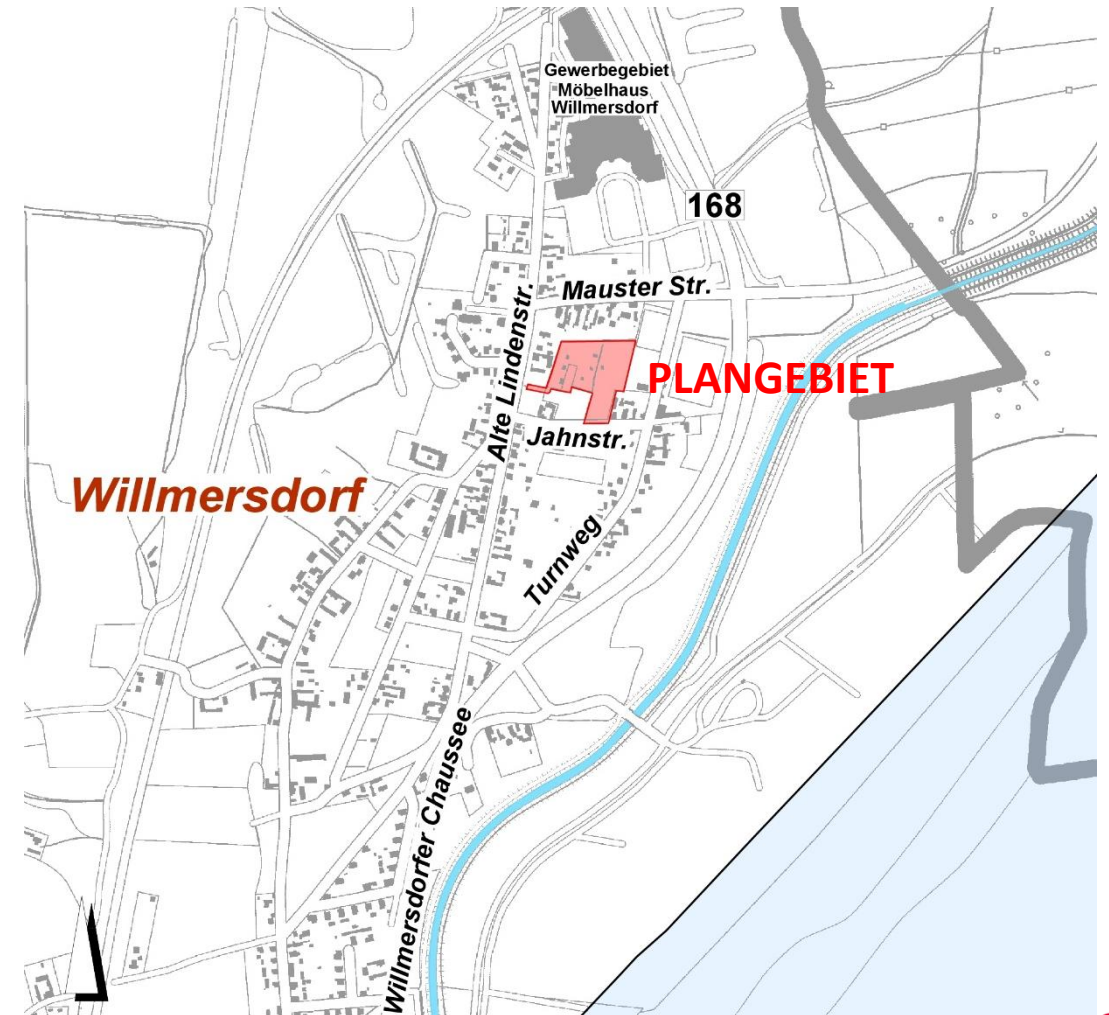 Gewerbegebiet
Möbelhaus
Willmersdorf
168
Mauster Str.
Alte Lindenstr.
PLANGEBIET
Jahnstr.
Willmersdorf
Turnweg
Willmersdorfer Chaussee